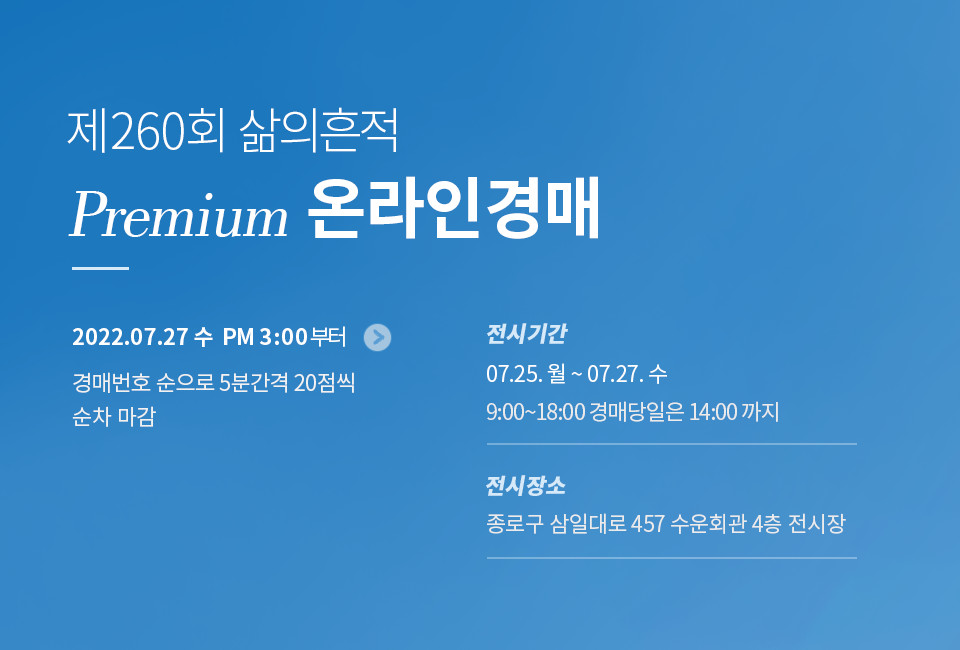 제260회 삶의흔적
Premium 온라인경매
2022.07.27 수 PM 3:00 부터
경매번호 순으로 5분간격 20점씩
순차 마감
전시기간
07.25. 월 ~ 07.27. 수
9:00~18:00 경매당일은 14:00 까지
전시장소
종로구 삼일대로 457 수운회관 4층 전시장